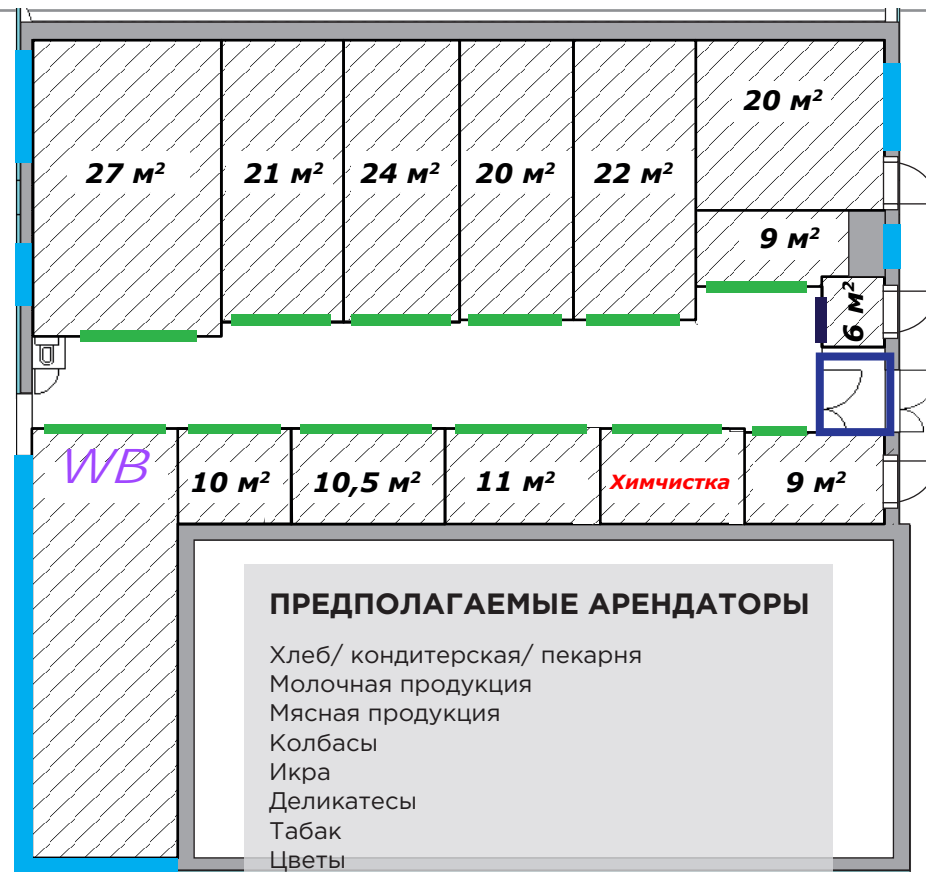 20 м²
27 м²
21 м²
24 м²
20 м²
22 м²
9 м²
6 м²
WB
10 м²
10,5 м²
11 м²
Химчистка
9 м²
ПРЕДПОЛАГАЕМЫЕ АРЕНДАТОРЫ
Хлеб/ кондитерская/ пекарня
Молочная продукция
Мясная продукция
Колбасы
Икра
Деликатесы
Табак
Цветы